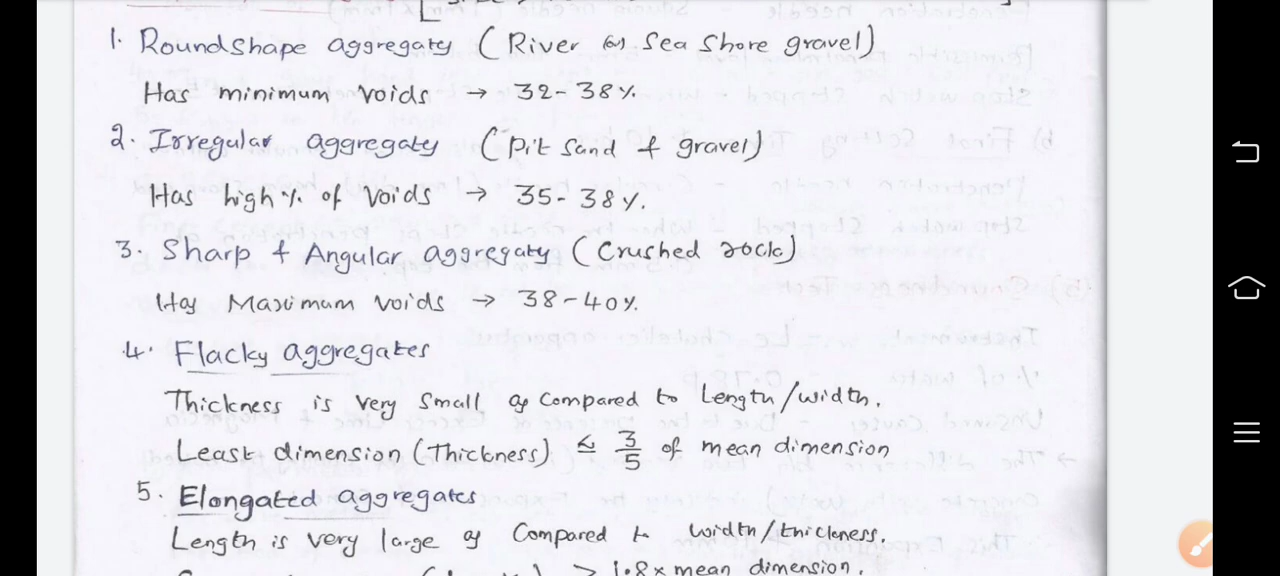 1. Roundshape aggregaty (River (or) Sea Shore gravel)
Has minimum Voids → 32-38%.
2. Irregular aggregaty (Pit Sand & gravel)
Has high % of Voids → 35-38%.
3. Sharp & Angular aggregaty (Crushed rock)
Has Maximum Voids → 38-40%.
4. Flacky aggregates
Thickness is Very Small as Compared to Length/width.
Least dimension (Thickness) ≤ 3/5 of mean dimension
5. Elongated aggregates
Length is very large as Compared to width/thickness.
> 1.8 x mean dimension.